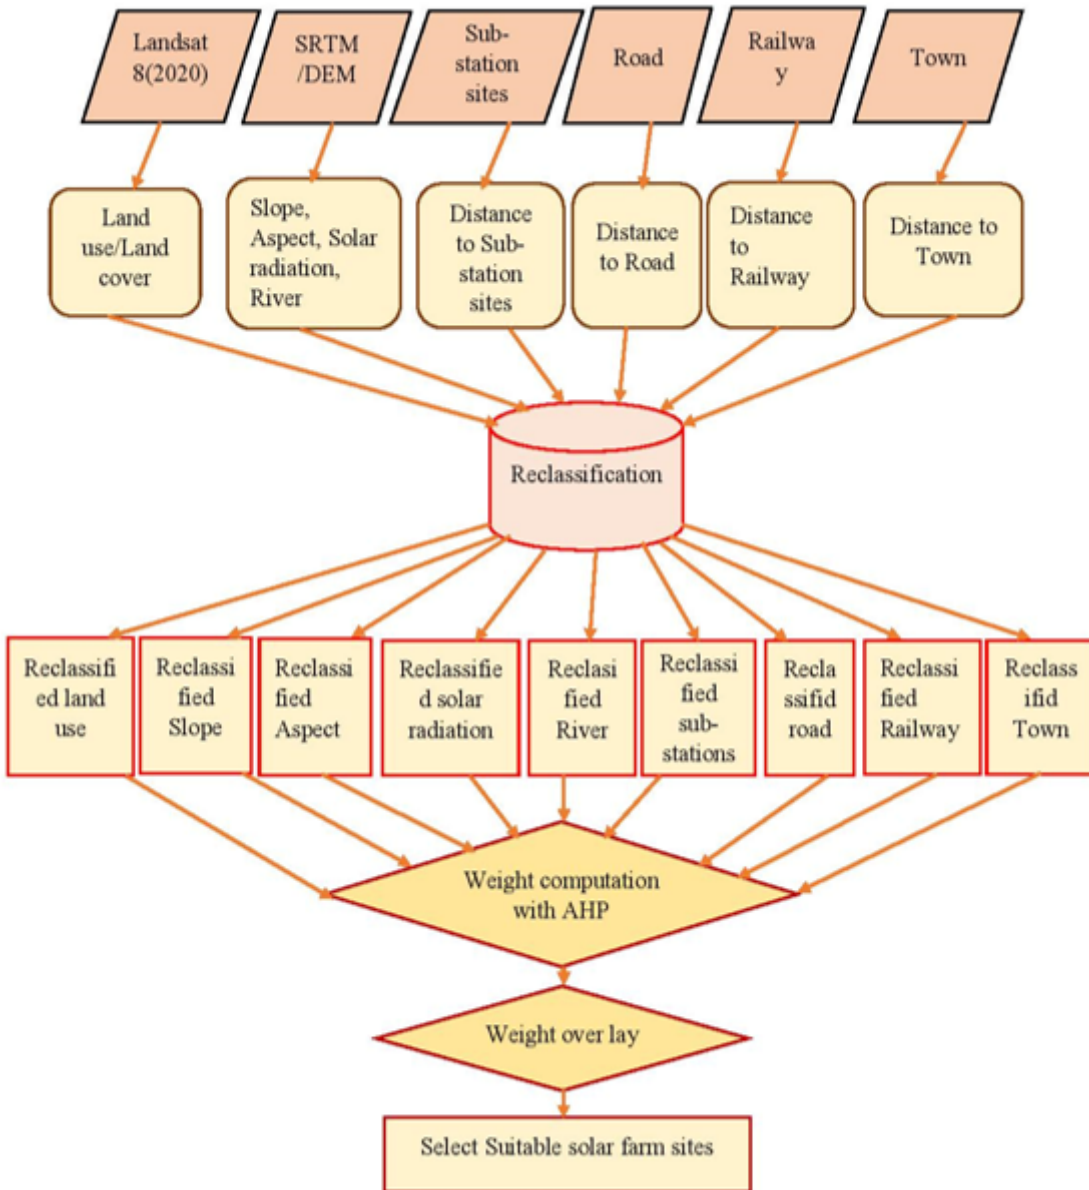 Landsat
8(2020)
SRTM
/DEM
Sub-
station
sites
Road
Railwa
y
Town
Land
use/Land
cover
Slope,
Aspect, Solar
radiation,
River
Distance
to Sub-
station
sites
Distance
to Road
Distance
to
Railway
Distance to
Town
Reclassification
Reclassifi
ed land
use
Reclassi
ified
Slope
Reclassi
fied
Aspect
Reclassifie
d solar
radiation
Reclasi
fied
River
Reclassi
fied
sub-
stations
Recla
ssifid
road
Reclassi
fied
Railway
Reclass
ifid
Town
Weight computation
with AHP
Weight over lay
Select Suitable solar farm sites